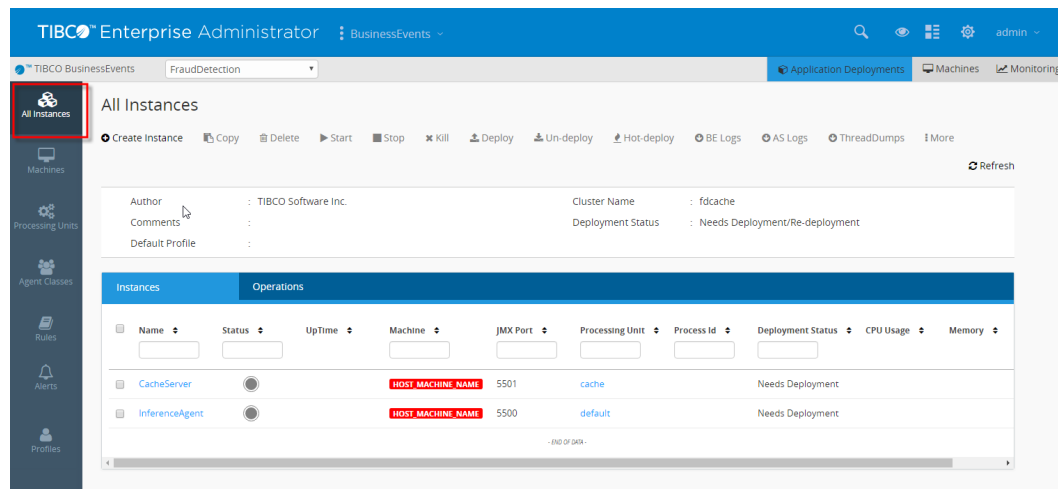 TIBCO™ Enterprise Administrator BusinessEvents admin
™ TIBCO BusinessEvents FraudDetection Application Deployments Machines Monitoring
All Instances
Machines
Processing Units
Agent Classes
Rules
Alerts
Profiles
All Instances
Create Instance Copy Delete Start Stop Kill Deploy Un-deploy Hot-deploy BE Logs AS Logs ThreadDumps More
Refresh
Author : TIBCO Software Inc. Cluster Name : fdcache
Comments : Deployment Status : Needs Deployment/Re-deployment
Default Profile :
Instances Operations
Name Status UpTime Machine JMX Port Processing Unit Process Id Deployment Status CPU Usage Memory
CacheServer HOST_MACHINE_NAME 5501 cache Needs Deployment
InferenceAgent HOST_MACHINE_NAME 5500 default Needs Deployment
- END OF DATA -